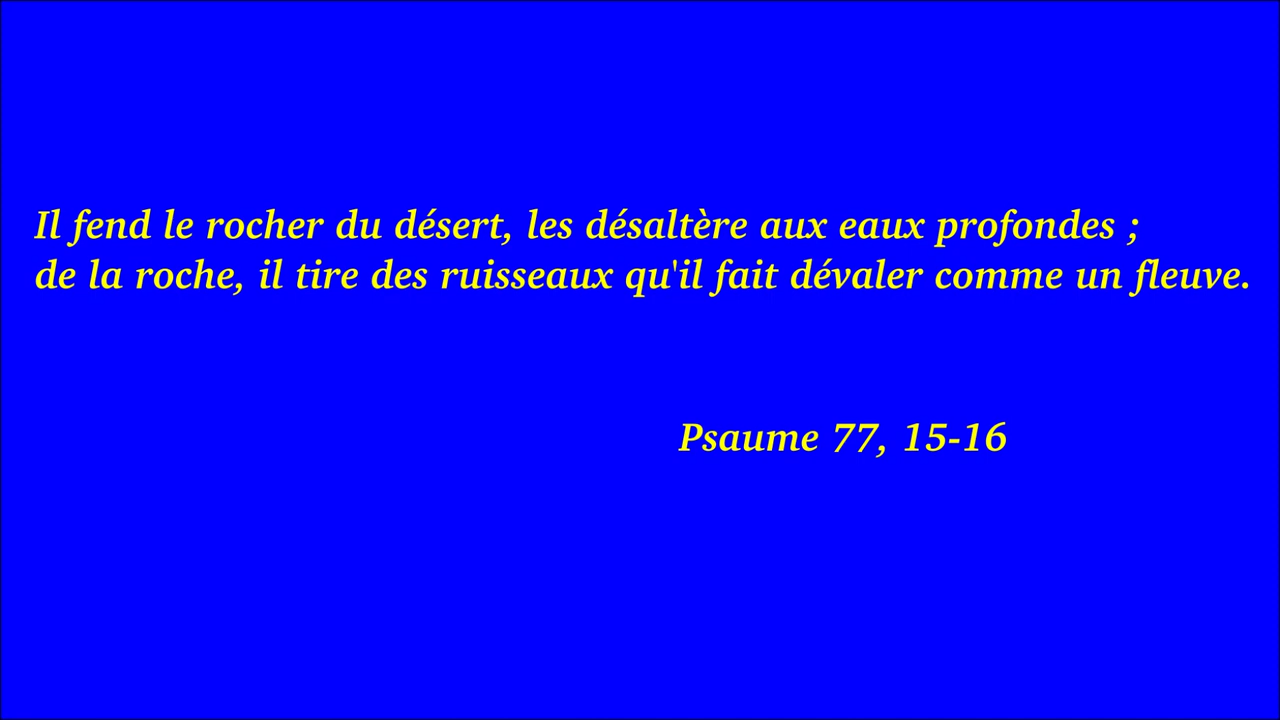 Il fend le rocher du désert, les désaltère aux eaux profondes ;
de la roche, il tire des ruisseaux qu'il fait dévaler comme un fleuve.
Psaume 77, 15-16